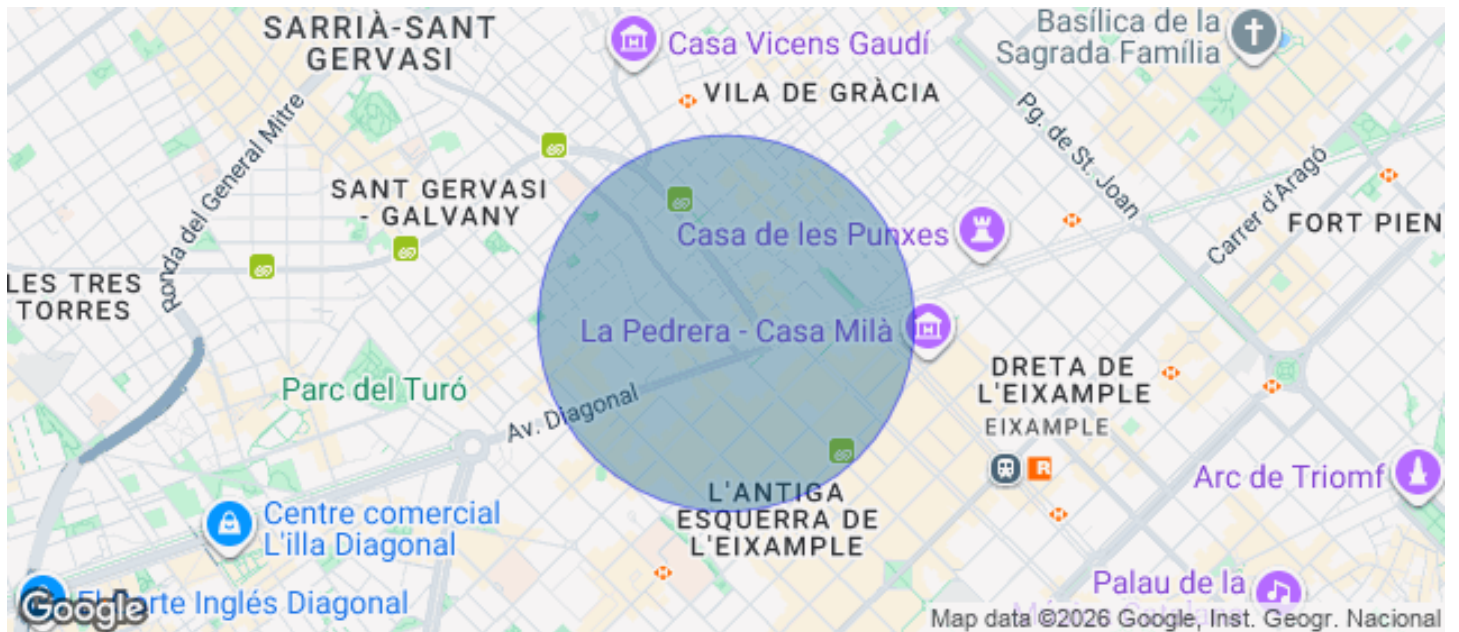 SARRIÀ-SANT
GERVASI
Casa Vicens Gaudí
Basílica de la
Sagrada Família
VILA DE GRÀCIA
Ronda del General Mitre
Pg. de St. Joan
Carrer d'Aragó
SANT GERVASI
- GALVANY
FORT PIENC
Casa de les Punxes
LES TRES
TORRES
La Pedrera - Casa Milà
DRETA DE
L'EIXAMPLE
Parc del Turó
Av. Diagonal
EIXAMPLE
R
Arc de Triomf
L'ANTIGA
ESQUERRA DE
L'EIXAMPLE
Centre comercial
L'illa Diagonal
Palau de la
El Corte Inglés Diagonal
Google
Map data ©2026 Google, Inst. Geogr. Nacional